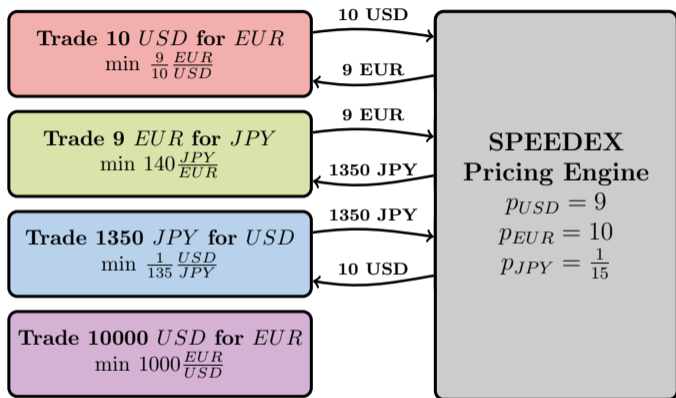 Trade 10 USD for EUR
min 9/10 EUR/USD
10 USD
9 EUR
Trade 9 EUR for JPY
min 140 JPY/EUR
9 EUR
1350 JPY
Trade 1350 JPY for USD
min 1/135 USD/JPY
1350 JPY
10 USD
Trade 10000 USD for EUR
min 1000 EUR/USD
SPEEDEX
Pricing Engine
p_USD = 9
p_EUR = 10
p_JPY = 1/15